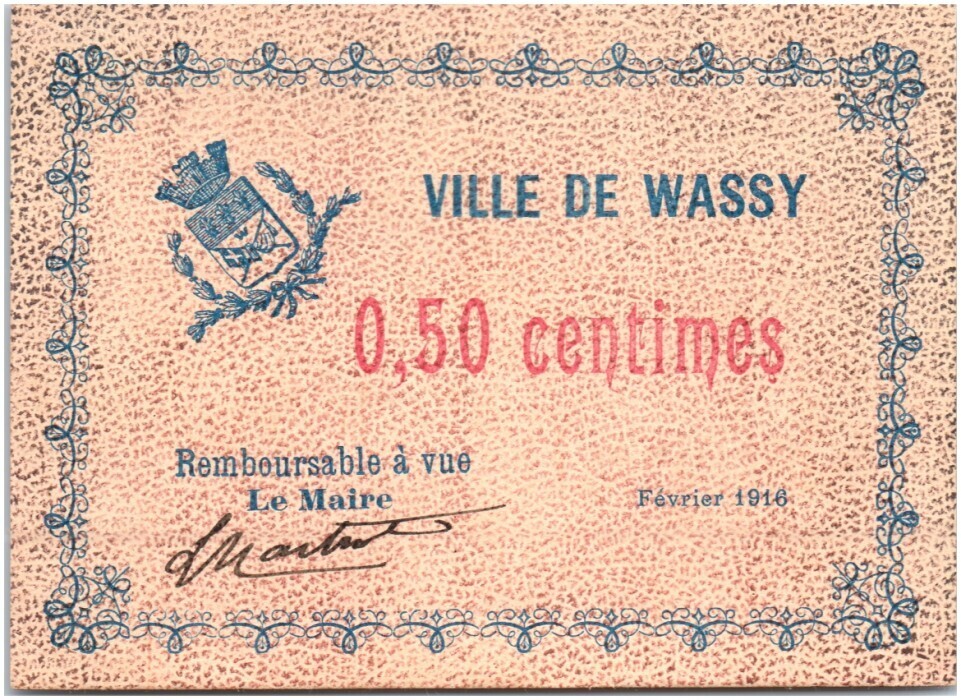 VILLE DE WASSY
0,50 centimes
Remboursable à vue
Le Maire
Février 1916